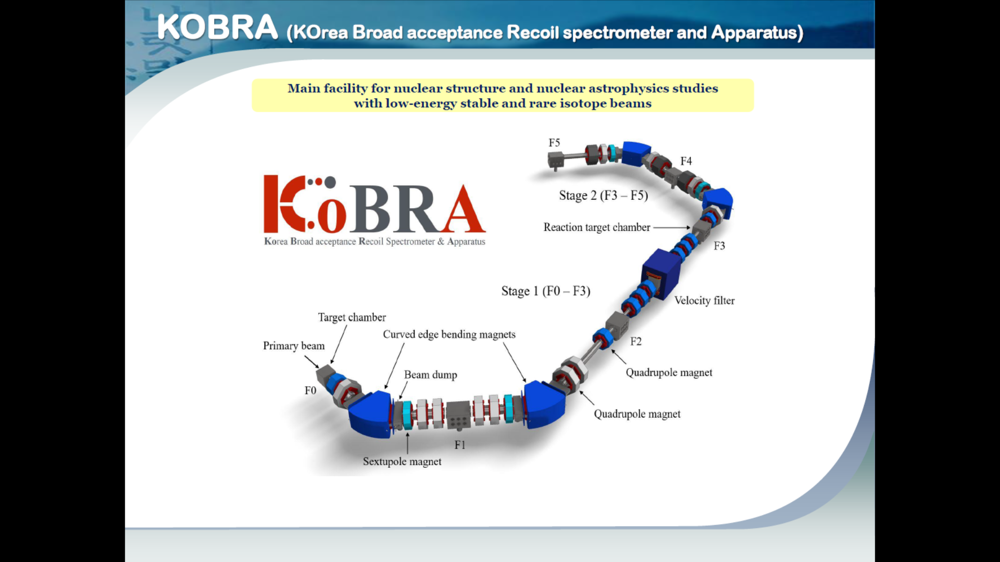 KOBRA (KOrea Broad acceptance Recoil spectrometer and Apparatus)
Main facility for nuclear structure and nuclear astrophysics studies
with low-energy stable and rare isotope beams
KoBRA
Korea Broad acceptance Recoil Spectrometer & Apparatus
F5
F4
Stage 2 (F3 – F5)
Reaction target chamber
F3
Stage 1 (F0 – F3)
Velocity filter
Target chamber
Curved edge bending magnets
Primary beam
F2
Beam dump
Quadrupole magnet
F0
Quadrupole magnet
F1
Sextupole magnet